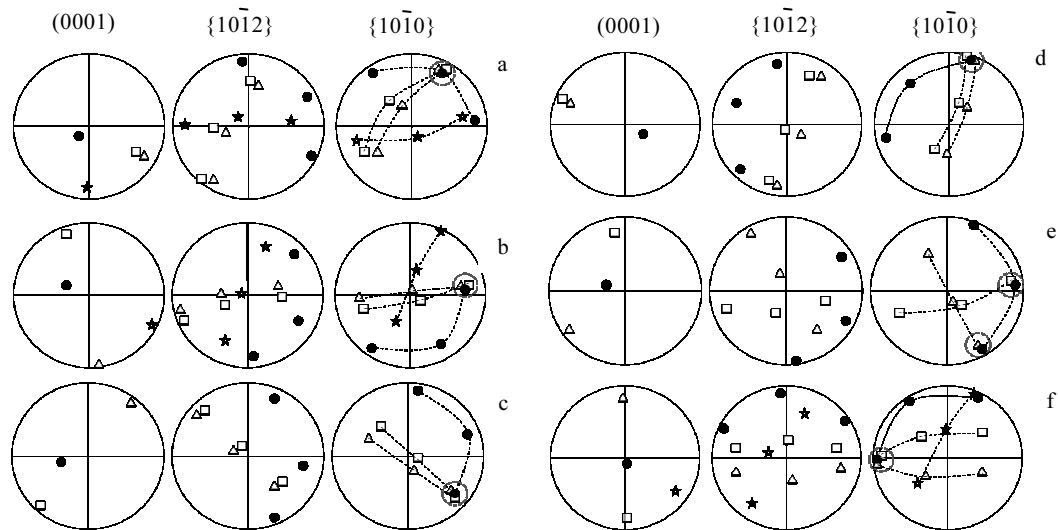 (0001) {101̄2} {101̄0} (0001) {101̄2} {101̄0}
a d
b e
c f